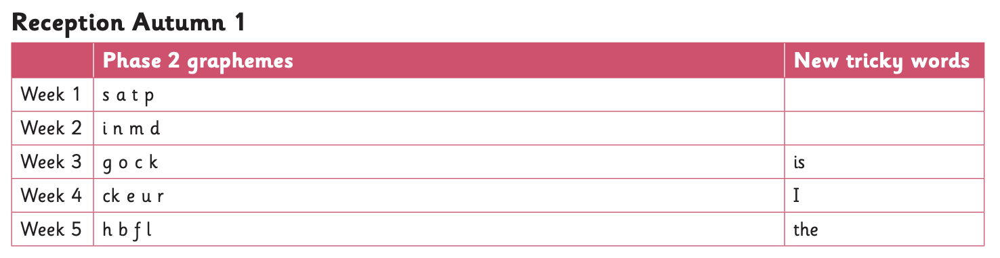 Reception Autumn 1
Phase 2 graphemes New tricky words
Week 1 s a t p
Week 2 i n m d
Week 3 g o c k is
Week 4 ck e u r I
Week 5 h b f l the